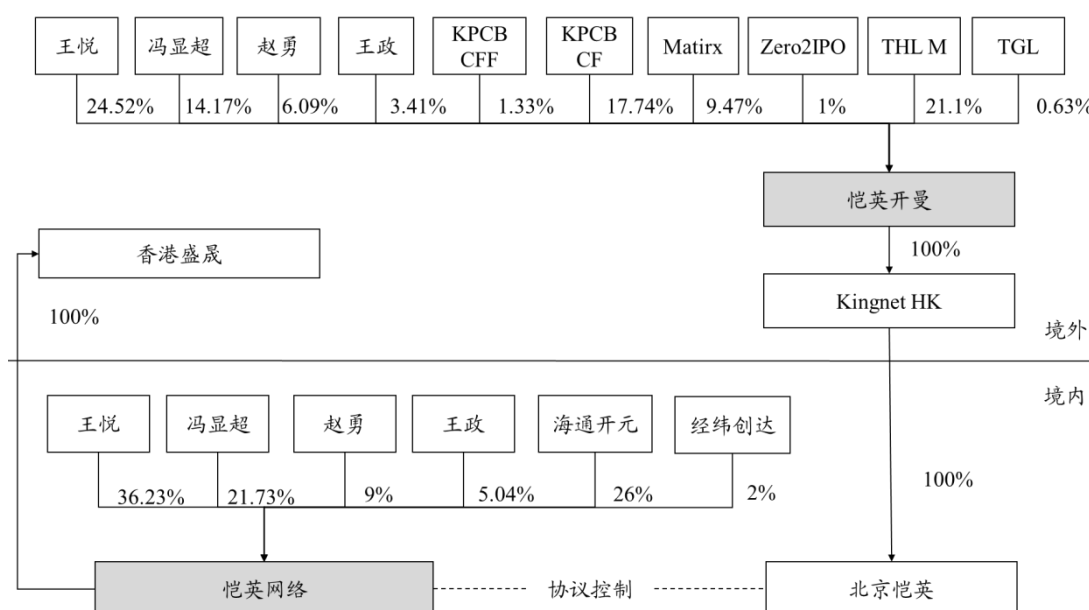 王悦
冯显超
赵勇
王政
KPCB
CFF
KPCB
CF
Matirx
Zero2IPO
THL M
TGL
24.52%
14.17%
6.09%
3.41%
1.33%
17.74%
9.47%
1%
21.1%
0.63%
恺英开曼
香港盛晟
100%
Kingnet HK
100%
境外
境内
王悦
冯显超
赵勇
王政
海通开元
经纬创达
36.23%
21.73%
9%
5.04%
26%
2%
100%
恺英网络
协议控制
北京恺英